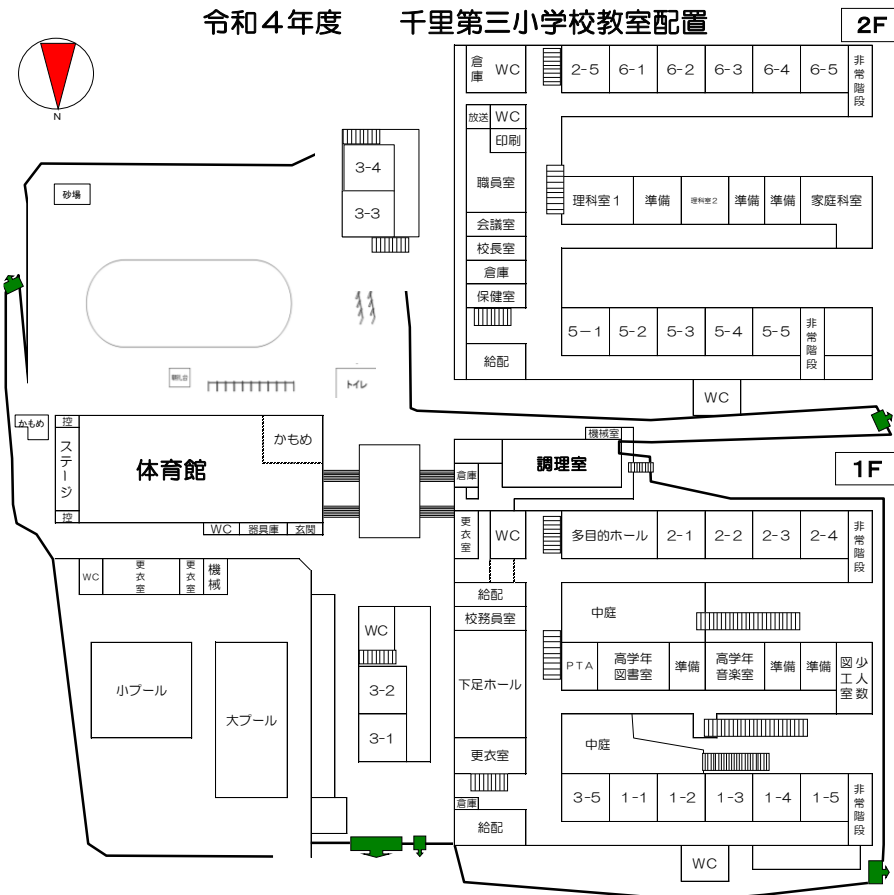 令和４年度　　千里第三小学校教室配置
2F
N
倉庫
WC
2-5
6-1
6-2
6-3
6-4
6-5
非常階段
放送
WC
印刷
職員室
会議室
校長室
倉庫
保健室
給配
理科室１
準備
理科室２
準備
準備
家庭科室
5－1
5-2
5-3
5-4
5-5
非常階段
WC
3-4
3-3
砂場
朝礼台
トイレ
かもめ
控
ステージ
控
体育館
かもめ
WC
器具庫
玄関
1F
機械室
調理室
倉庫
更衣室
WC
多目的ホール
2-1
2-2
2-3
2-4
非常階段
給配
校務員室
下足ホール
更衣室
倉庫
給配
中庭
PTA
高学年
図書室
準備
高学年
音楽室
準備
準備
図工室
少人数
中庭
3-5
1-1
1-2
1-3
1-4
1-5
非常階段
WC
WC
更衣室
更衣室
機械
小プール
大プール
WC
3-2
3-1